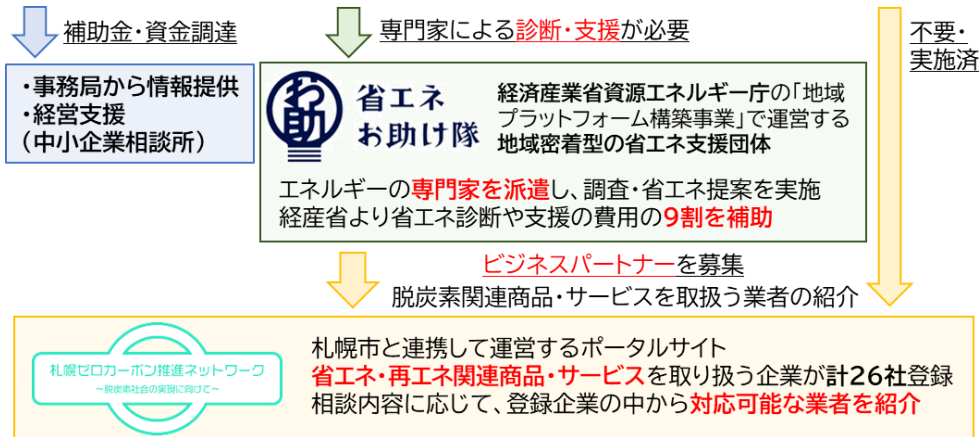 補助金・資金調達
専門家による診断・支援が必要
不要・
実施済
・事務局から情報提供
・経営支援
（中小企業相談所）
お助
省エネ
お助け隊
経済産業省資源エネルギー庁の「地域
プラットフォーム構築事業」で運営する
地域密着型の省エネ支援団体
エネルギーの専門家を派遣し、調査・省エネ提案を実施
経産省より省エネ診断や支援の費用の9割を補助
ビジネスパートナーを募集
脱炭素関連商品・サービスを取扱う業者の紹介
札幌ゼロカーボン推進ネットワーク
～脱炭素社会の実現に向けて～
札幌市と連携して運営するポータルサイト
省エネ・再エネ関連商品・サービスを取り扱う企業が計26社登録
相談内容に応じて、登録企業の中から対応可能な業者を紹介